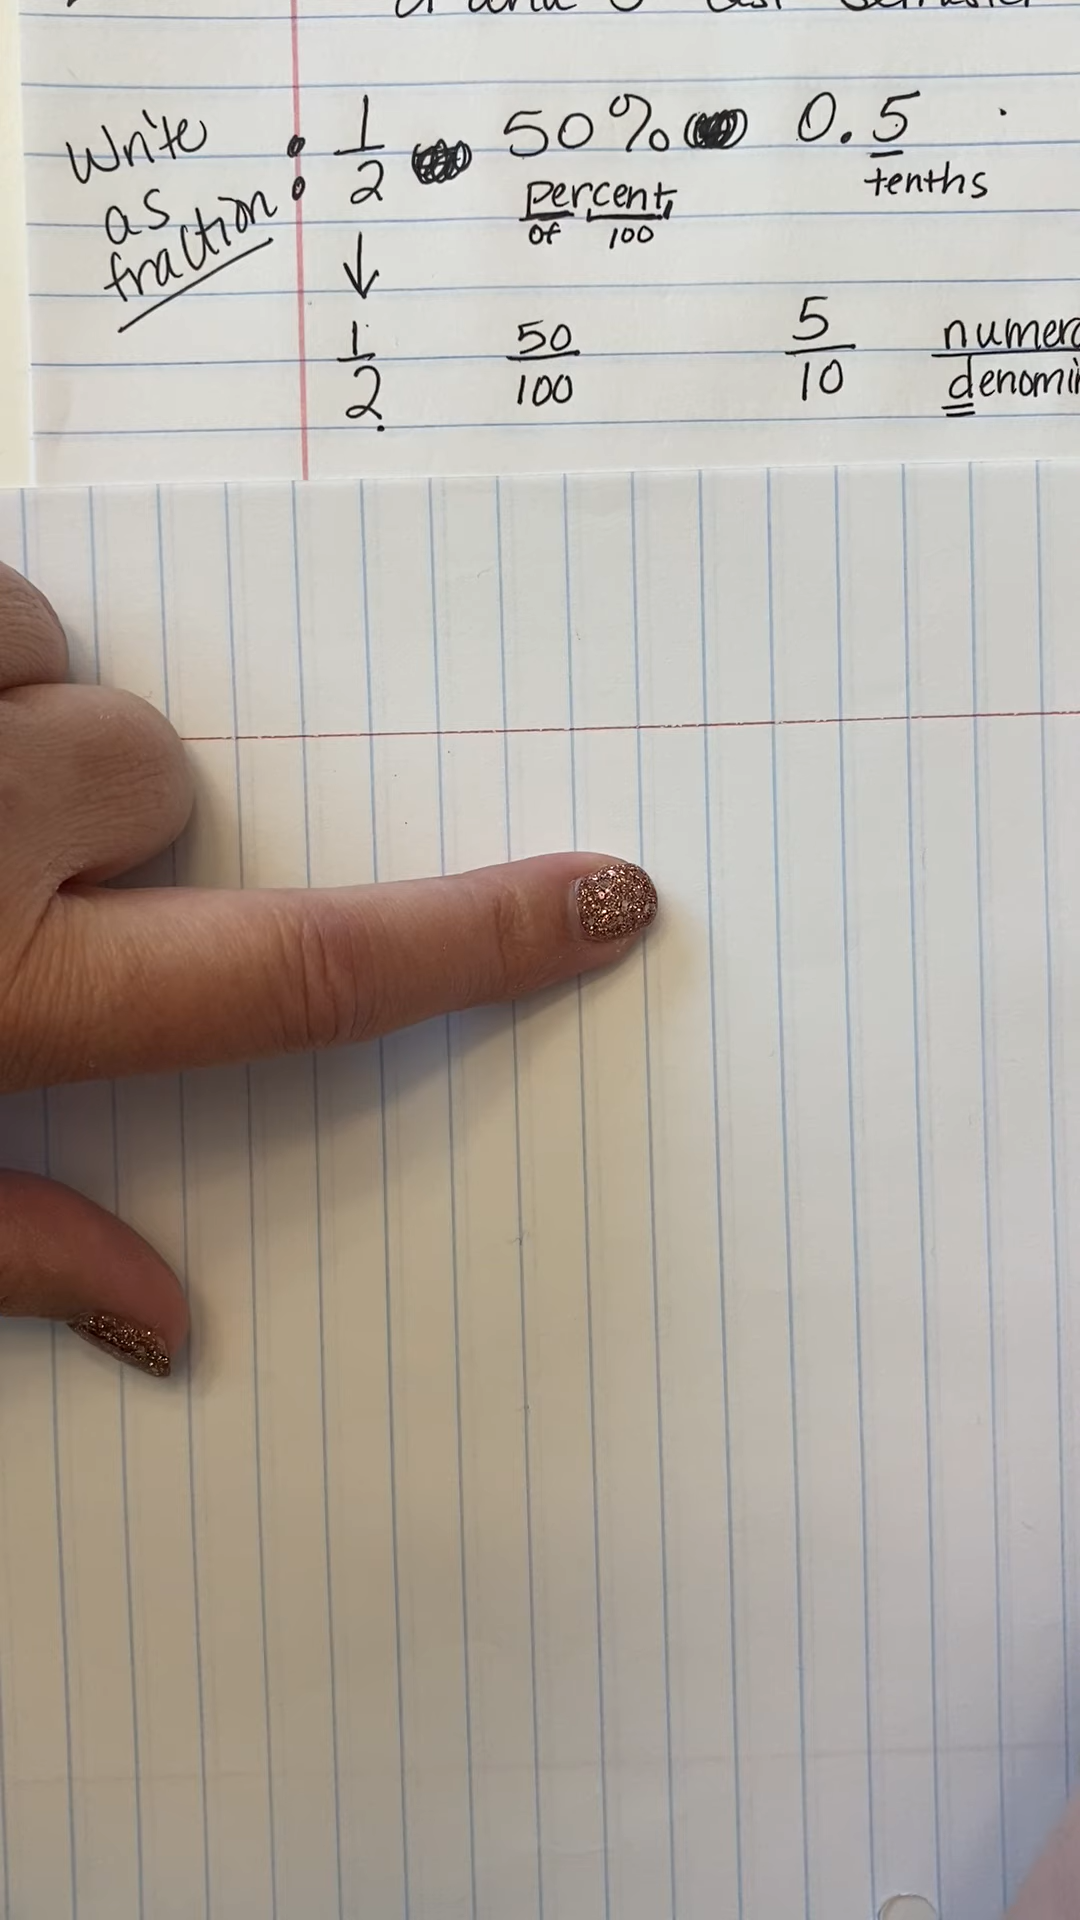 Write
as
fraction
: 1/2 50% 0.5
percent tenths
of 100
↓
1/2 50/100 5/10